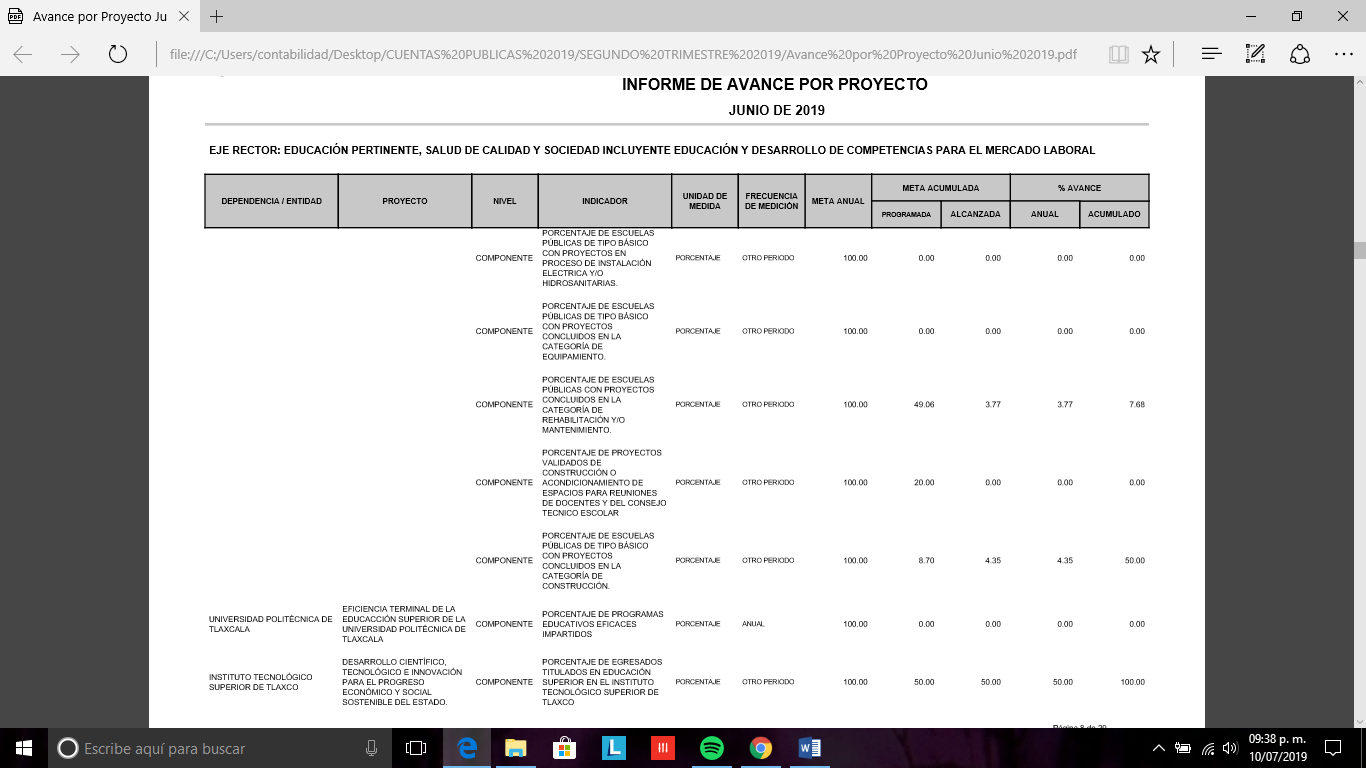 Avance por Proyecto Ju
file:///C:/Users/contabilidad/Desktop/CUENTAS%20PUBLICAS%202019/SEGUNDO%20TRIMESTRE%202019/Avance%20por%20Proyecto%20Junio%202019.pdf
INFORME DE AVANCE POR PROYECTO
JUNIO DE 2019
EJE RECTOR: EDUCACIÓN PERTINENTE, SALUD DE CALIDAD Y SOCIEDAD INCLUYENTE EDUCACIÓN Y DESARROLLO DE COMPETENCIAS PARA EL MERCADO LABORAL
DEPENDENCIA / ENTIDAD
PROYECTO
NIVEL
INDICADOR
UNIDAD DE
MEDIDA
FRECUENCIA
DE MEDICIÓN
META ANUAL
META ACUMULADA
PROGRAMADA
ALCANZADA
% AVANCE
ANUAL
ACUMULADO
COMPONENTE
PORCENTAJE DE ESCUELAS
PÚBLICAS DE TIPO BÁSICO
CON PROYECTOS EN
PROCESO DE INSTALACIÓN
ELECTRICA Y/O
HIDROSANITARIAS.
PORCENTAJE
OTRO PERIODO
100.00
0.00
0.00
0.00
0.00
COMPONENTE
PORCENTAJE DE ESCUELAS
PÚBLICAS DE TIPO BÁSICO
CON PROYECTOS
CONCLUIDOS EN LA
CATEGORÍA DE
EQUIPAMIENTO.
PORCENTAJE
OTRO PERIODO
100.00
0.00
0.00
0.00
0.00
COMPONENTE
PORCENTAJE DE ESCUELAS
PÚBLICAS CON PROYECTOS
CONCLUIDOS EN LA
CATEGORÍA DE
REHABILITACIÓN Y/O
MANTENIMIENTO.
PORCENTAJE
OTRO PERIODO
100.00
49.06
3.77
3.77
7.68
COMPONENTE
PORCENTAJE DE PROYECTOS
VALIDADOS DE
CONSTRUCCIÓN O
ACONDICIONAMIENTO DE
ESPACIOS PARA REUNIONES
DE DOCENTES Y DEL CONSEJO
TECNICO ESCOLAR
PORCENTAJE
OTRO PERIODO
100.00
20.00
0.00
0.00
0.00
COMPONENTE
PORCENTAJE DE ESCUELAS
PÚBLICAS DE TIPO BÁSICO
CON PROYECTOS
CONCLUIDOS EN LA
CATEGORÍA DE
CONSTRUCCIÓN.
PORCENTAJE
OTRO PERIODO
100.00
8.70
4.35
4.35
50.00
UNIVERSIDAD POLITÉCNICA DE
TLAXCALA
EFICIENCIA TERMINAL DE LA
EDUCACCIÓN SUPERIOR DE LA
UNIVERSIDAD POLITÉCNICA DE
TLAXCALA
COMPONENTE
PORCENTAJE DE PROGRAMAS
EDUCATIVOS EFICACES
IMPARTIDOS
PORCENTAJE
ANUAL
100.00
0.00
0.00
0.00
0.00
INSTITUTO TECNOLÓGICO
SUPERIOR DE TLAXCO
DESARROLLO CIENTÍFICO,
TECNOLÓGICO E INNOVACIÓN
PARA EL PROGRESO
ECONÓMICO Y SOCIAL
SOSTENIBLE DEL ESTADO.
COMPONENTE
PORCENTAJE DE EGRESADOS
TITULADOS EN EDUCACIÓN
SUPERIOR EN EL INSTITUTO
TECNOLÓGICO SUPERIOR DE
TLAXCO
PORCENTAJE
OTRO PERIODO
100.00
50.00
50.00
50.00
100.00
Página 8 de 20
Escribe aquí para buscar
09:38 p. m.
10/07/2019